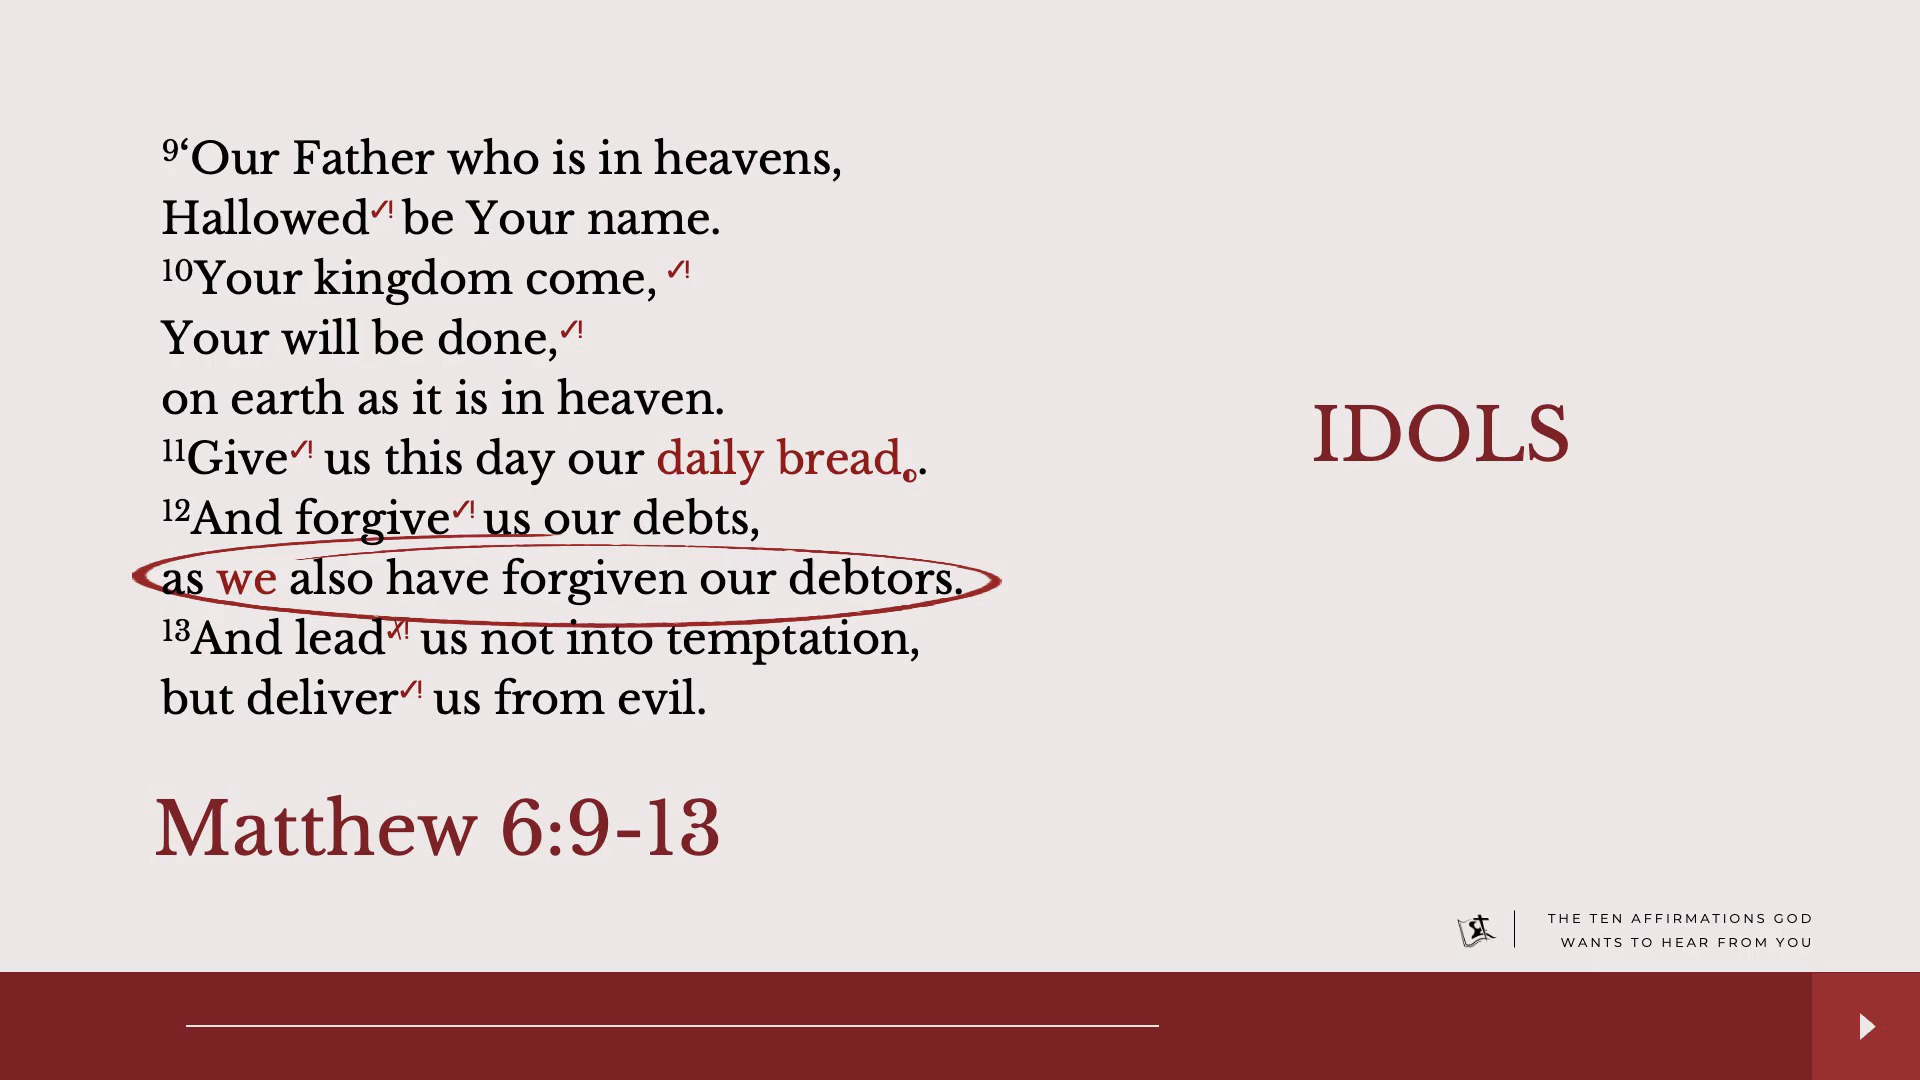 9‘Our Father who is in heavens,
Hallowed✓! be Your name.
10Your kingdom come, ✓!
Your will be done,✓!
on earth as it is in heaven.
11Give✓! us this day our daily bread◐.
12And forgive✓! us our debts,
as we also have forgiven our debtors.
13And lead✗! us not into temptation,
but deliver✓! us from evil.
Matthew 6:9-13
IDOLS
THE TEN AFFIRMATIONS GOD
WANTS TO HEAR FROM YOU